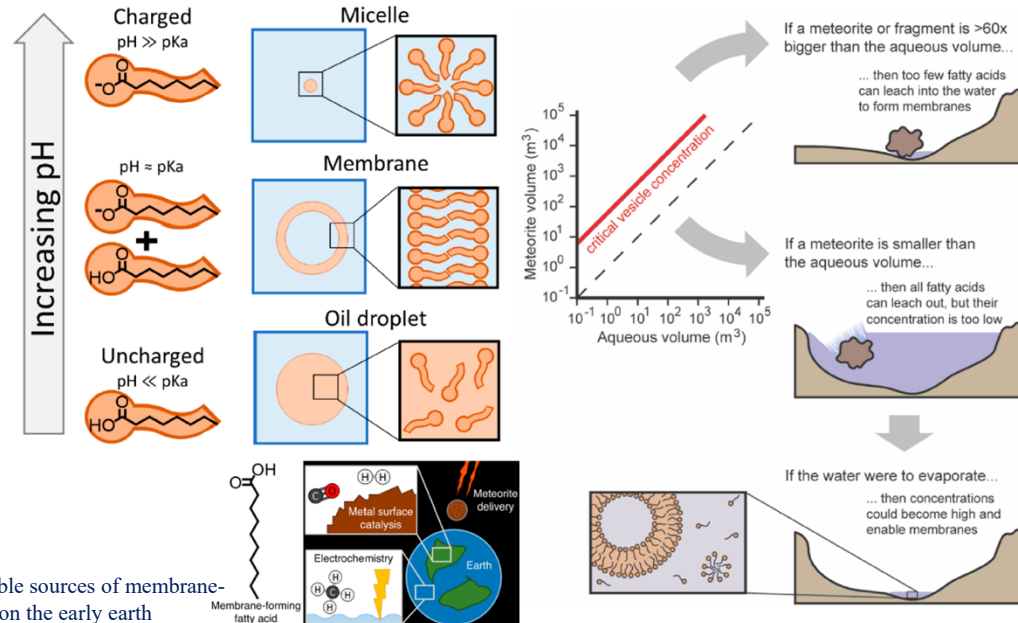 Increasing pH
Charged
pH ≫ pKa
-O
O
pH ≈ pKa
-O
O
+
HO
O
Uncharged
pH ≪ pKa
HO
O
Micelle
Membrane
Oil droplet
ble sources of membrane-
on the early earth
O
OH
Membrane-forming
fatty acid
C O
H H
Metal surface
catalysis
Electrochemistry
H
H C H
H
Meteorite
delivery
Earth
Meteorite volume (m³)
10⁵
10⁴
10³
10²
10¹
10⁰
10⁻¹
critical vesicle concentration
10⁻¹ 10⁰ 10¹ 10² 10³ 10⁴ 10⁵
Aqueous volume (m³)
If a meteorite or fragment is >60x
bigger than the aqueous volume...
... then too few fatty acids
can leach into the water
to form membranes
If a meteorite is smaller than
the aqueous volume...
... then all fatty acids
can leach out, but their
concentration is too low
If the water were to evaporate...
... then concentrations
could become high and
enable membranes